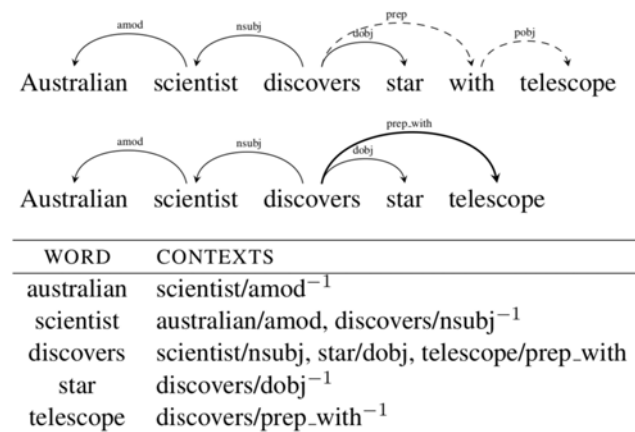 prep
amod nsubj dobj pobj
Australian scientist discovers star with telescope
prep_with
amod nsubj dobj
Australian scientist discovers star telescope
WORD CONTEXTS
australian scientist/amod⁻¹
scientist australian/amod, discovers/nsubj⁻¹
discovers scientist/nsubj, star/dobj, telescope/prep_with
star discovers/dobj⁻¹
telescope discovers/prep_with⁻¹